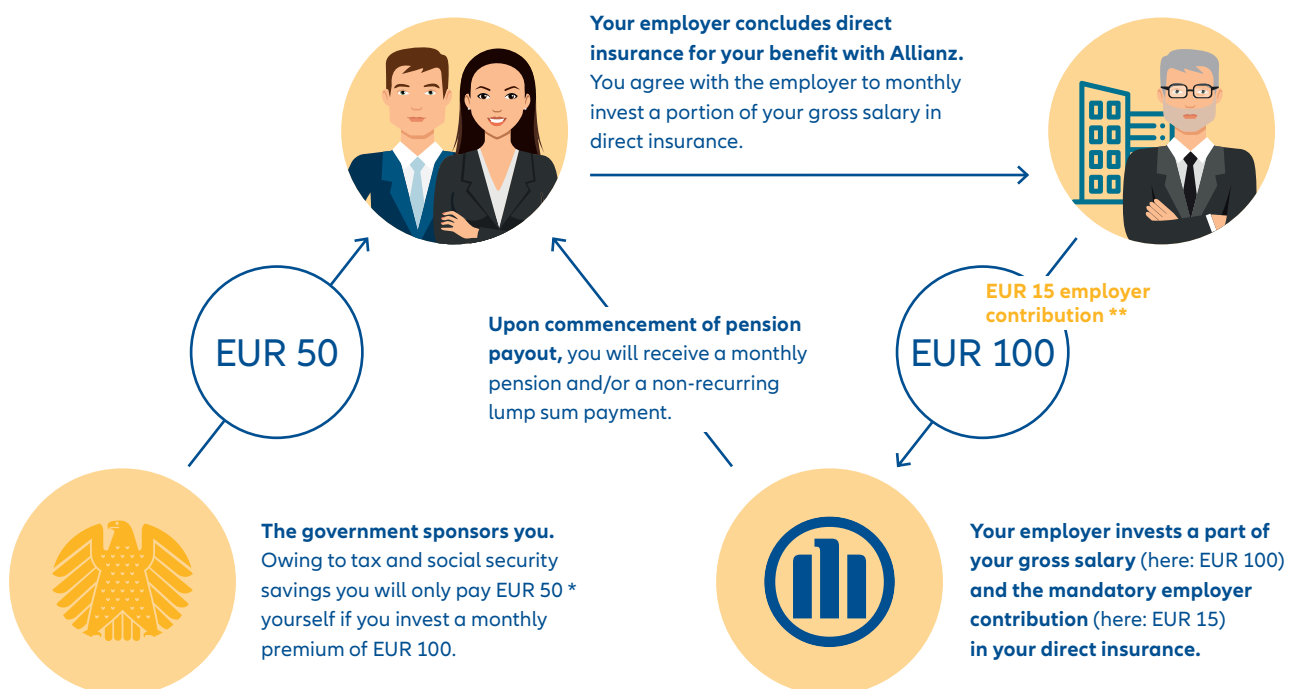 Your employer concludes direct
insurance for your benefit with Allianz.
You agree with the employer to monthly
invest a portion of your gross salary in
direct insurance.
EUR 50
Upon commencement of pension
payout, you will receive a monthly
pension and/or a non-recurring
lump sum payment.
EUR 15 employer
contribution **
EUR 100
The government sponsors you.
Owing to tax and social security
savings you will only pay EUR 50 *
yourself if you invest a monthly
premium of EUR 100.
Your employer invests a part of
your gross salary (here: EUR 100)
and the mandatory employer
contribution (here: EUR 15)
in your direct insurance.